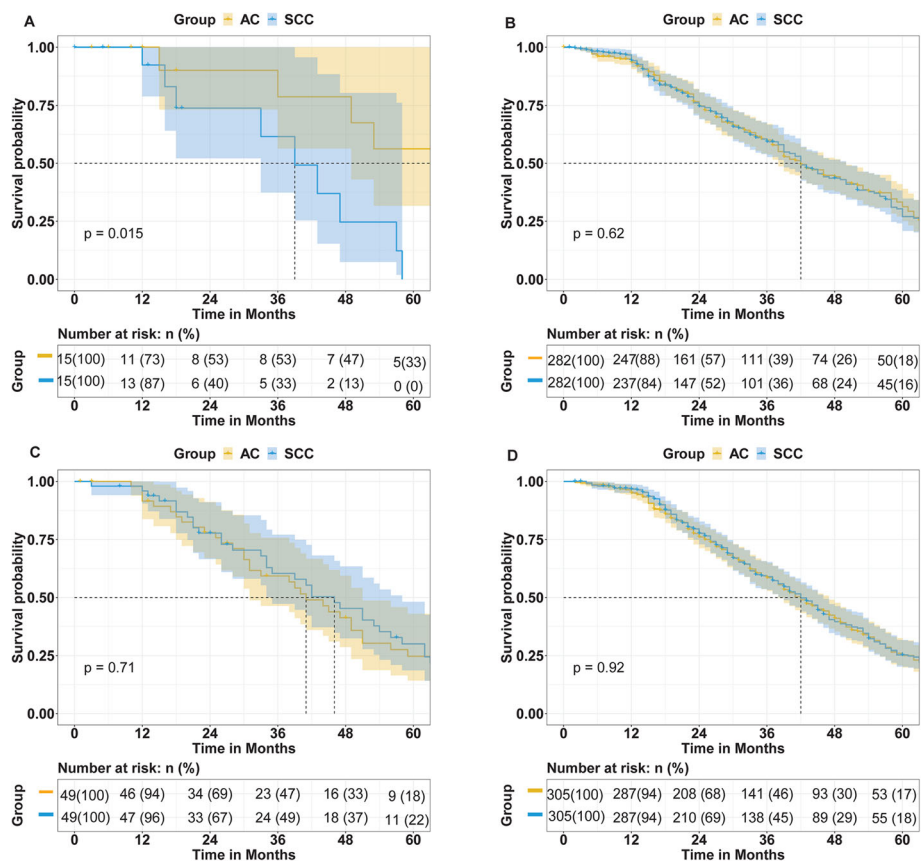 A
Group AC SCC
1.00
0.75
0.50
0.25
0.00
Survival probability
p = 0.015
0 12 24 36 48 60
Time in Months
Number at risk: n (%)
Group
15(100) 11 (73) 8 (53) 8 (53) 7 (47) 5(33)
15(100) 13 (87) 6 (40) 5 (33) 2 (13) 0 (0)
0 12 24 36 48 60
Time in Months
B
Group AC SCC
1.00
0.75
0.50
0.25
0.00
Survival probability
p = 0.62
0 12 24 36 48 60
Time in Months
Number at risk: n (%)
Group
282(100) 247(88) 161 (57) 111 (39) 74 (26) 50(18)
282(100) 237(84) 147 (52) 101 (36) 68 (24) 45(16)
0 12 24 36 48 60
Time in Months
C
Group AC SCC
1.00
0.75
0.50
0.25
0.00
Survival probability
p = 0.71
0 12 24 36 48 60
Time in Months
Number at risk: n (%)
Group
49(100) 46 (94) 34 (69) 23 (47) 16 (33) 9 (18)
49(100) 47 (96) 33 (67) 24 (49) 18 (37) 11 (22)
0 12 24 36 48 60
Time in Months
D
Group AC SCC
1.00
0.75
0.50
0.25
0.00
Survival probability
p = 0.92
0 12 24 36 48 60
Time in Months
Number at risk: n (%)
Group
305(100) 287(94) 208 (68) 141 (46) 93 (30) 53 (17)
305(100) 287(94) 210 (69) 138 (45) 89 (29) 55 (18)
0 12 24 36 48 60
Time in Months